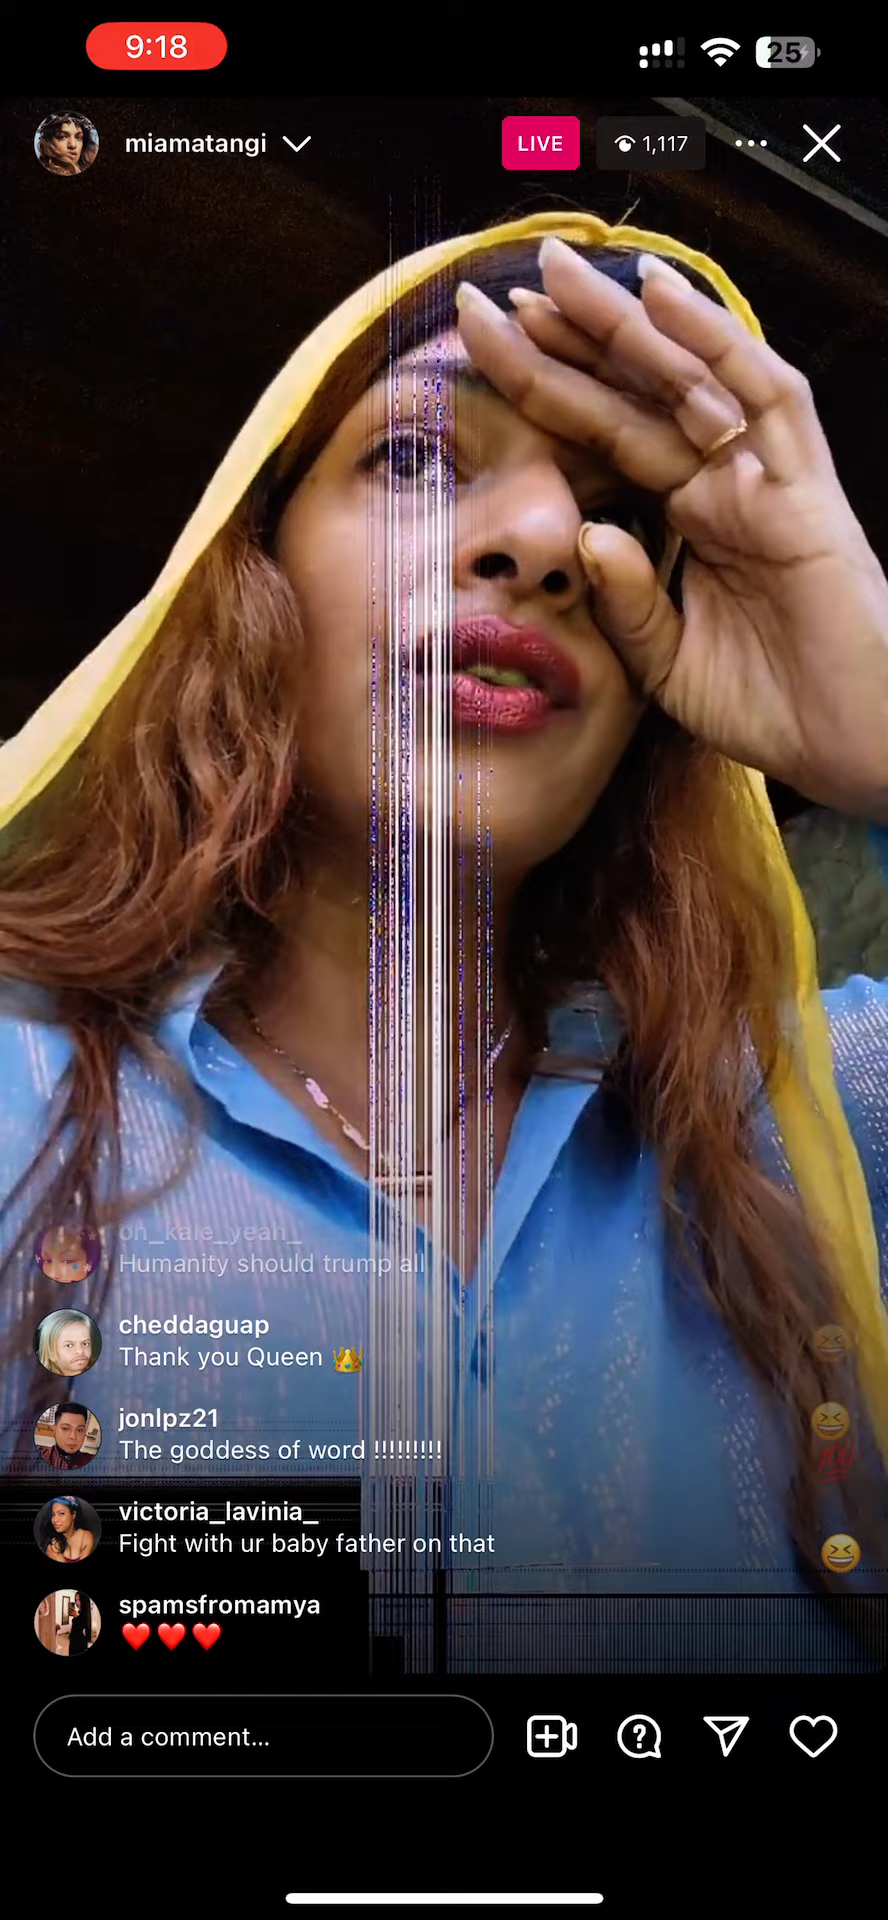 9:18
25
miamatangi
LIVE
1,117
oh_kale_yeah_
Humanity should trump all
cheddaguap
Thank you Queen 👑
jonlpz21
The goddess of word !!!!!!!!!
victoria_lavinia_
Fight with ur baby father on that
spamsfromamya
❤️❤️❤️
Add a comment...